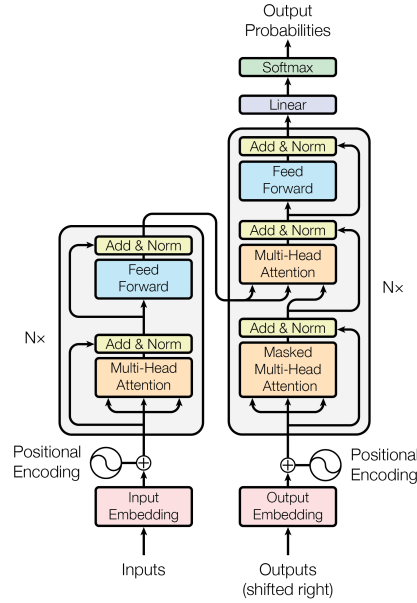 Output
Probabilities
Softmax
Linear
Add & Norm
Feed
Forward
Add & Norm
Multi-Head
Attention
Add & Norm
Masked
Multi-Head
Attention
N×
Add & Norm
Feed
Forward
N×
Add & Norm
Multi-Head
Attention
Positional
Encoding
Positional
Encoding
Input
Embedding
Output
Embedding
Inputs
Outputs
(shifted right)